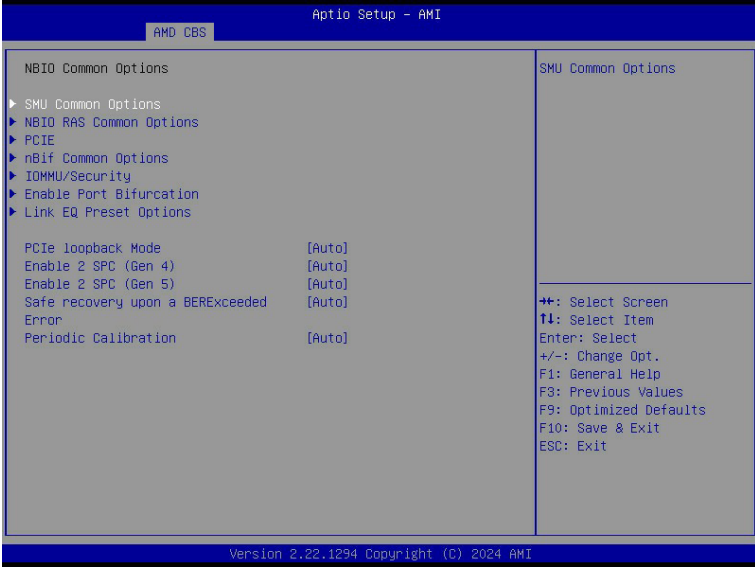 Aptio Setup – AMI
AMD CBS
NBIO Common Options
SMU Common Options
NBIO RAS Common Options
PCIE
nBif Common Options
IOMMU/Security
Enable Port Bifurcation
Link EQ Preset Options
PCIe loopback Mode [Auto]
Enable 2 SPC (Gen 4) [Auto]
Enable 2 SPC (Gen 5) [Auto]
Safe recovery upon a BERExceeded [Auto]
Error
Periodic Calibration [Auto]
SMU Common Options
→←: Select Screen
↑↓: Select Item
Enter: Select
+/-: Change Opt.
F1: General Help
F3: Previous Values
F9: Optimized Defaults
F10: Save & Exit
ESC: Exit
Version 2.22.1294 Copyright (C) 2024 AMI